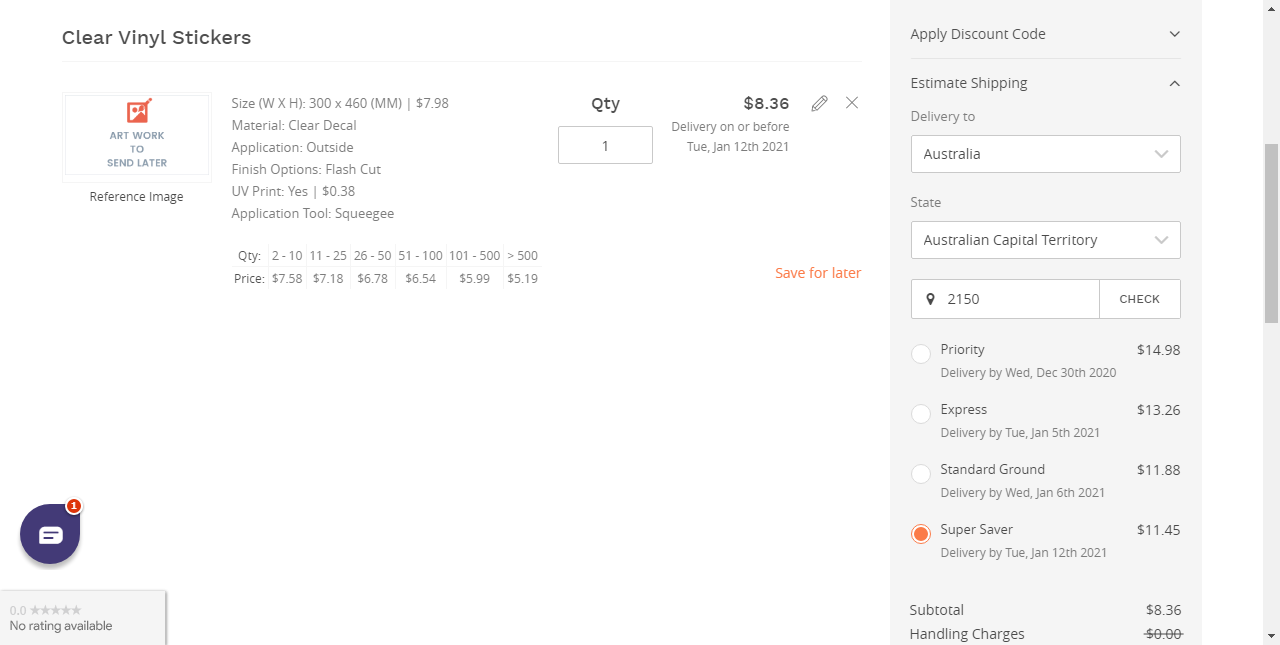 Clear Vinyl Stickers
ART WORK
TO
SEND LATER
Reference Image
Size (W X H): 300 x 460 (MM) | $7.98
Material: Clear Decal
Application: Outside
Finish Options: Flash Cut
UV Print: Yes | $0.38
Application Tool: Squeegee
Qty: 2 - 10 11 - 25 26 - 50 51 - 100 101 - 500 > 500
Price: $7.58 $7.18 $6.78 $6.54 $5.99 $5.19
Qty
1
$8.36
Delivery on or before
Tue, Jan 12th 2021
Save for later
Apply Discount Code
Estimate Shipping
Delivery to
Australia
State
Australian Capital Territory
2150 CHECK
Priority $14.98
Delivery by Wed, Dec 30th 2020
Express $13.26
Delivery by Tue, Jan 5th 2021
Standard Ground $11.88
Delivery by Wed, Jan 6th 2021
Super Saver $11.45
Delivery by Tue, Jan 12th 2021
Subtotal $8.36
Handling Charges $0.00
1
0.0
No rating available